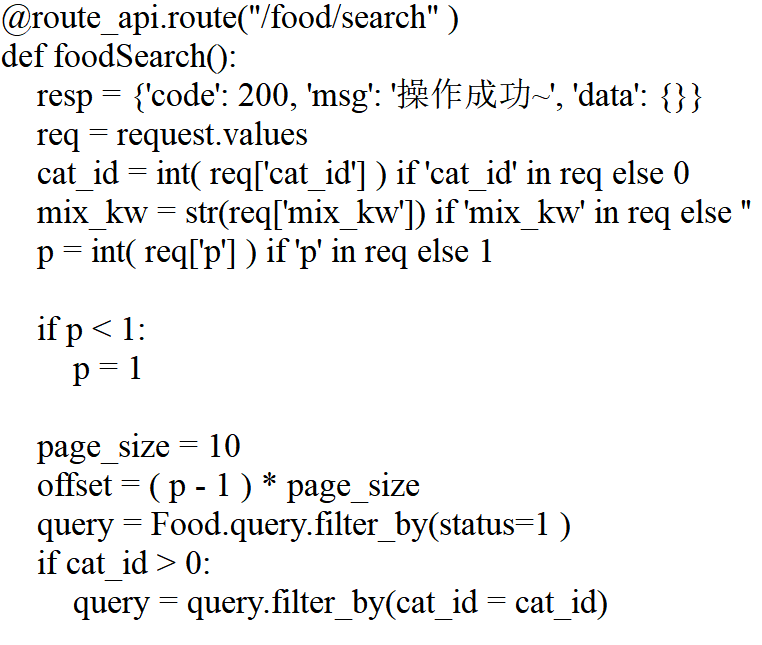 @route_api.route("/food/search" )
def foodSearch():
    resp = {'code': 200, 'msg': '操作成功~', 'data': {}}
    req = request.values
    cat_id = int( req['cat_id'] ) if 'cat_id' in req else 0
    mix_kw = str(req['mix_kw']) if 'mix_kw' in req else ''
    p = int( req['p'] ) if 'p' in req else 1

    if p < 1:
        p = 1

    page_size = 10
    offset = ( p - 1 ) * page_size
    query = Food.query.filter_by(status=1 )
    if cat_id > 0:
        query = query.filter_by(cat_id = cat_id)